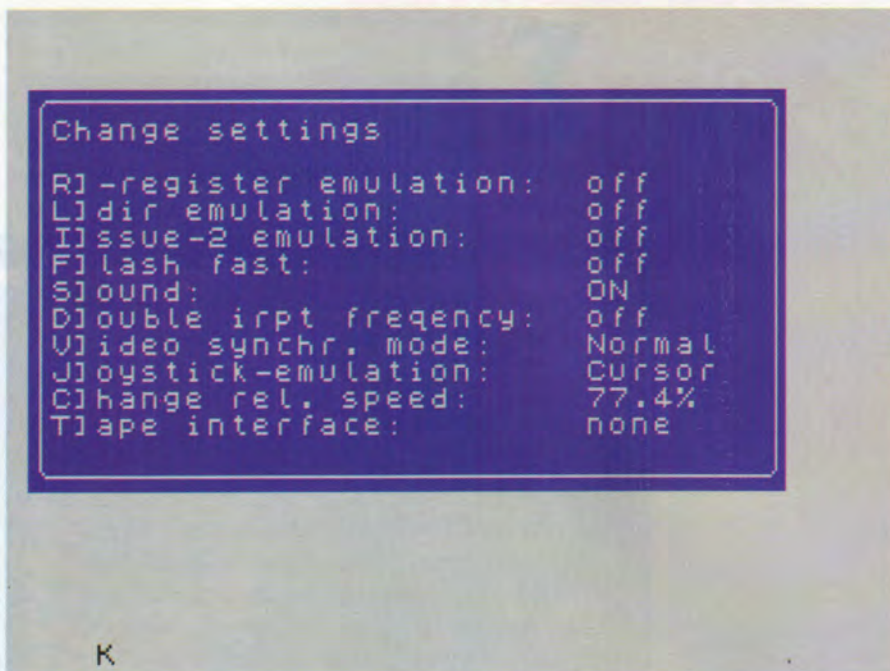 Change settings
R]-register emulation: off
L]dir emulation: off
I]ssue-2 emulation: off
F]lash fast: off
S]ound: ON
D]ouble irpt freqency: off
V]ideo synchr. mode: Normal
J]oystick-emulation: Cursor
C]hange rel. speed: 77.4%
T]ape interface: none
K